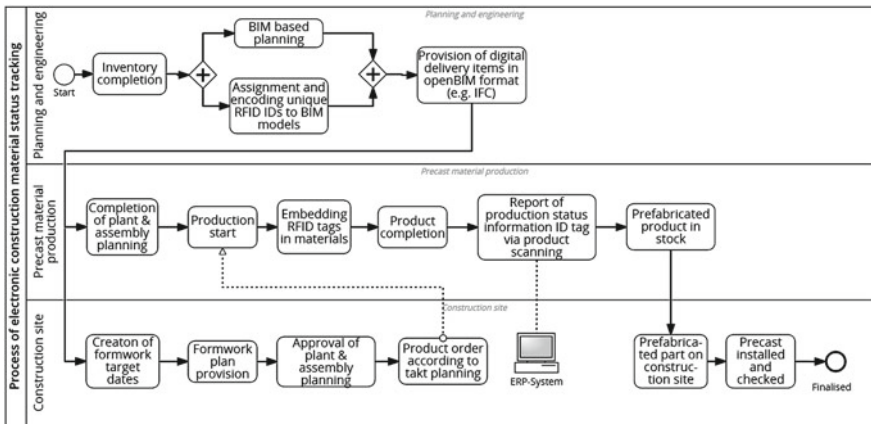 Process of electronic construction material status tracking
Planning and engineering
Planning and engineering
Start
Inventory
completion
BIM based
planning
Assignment and
encoding unique
RFID IDs to BIM
models
Provision of digital
delivery items in
openBIM format
(e.g. IFC)
Precast material
production
Precast material production
Completion
of plant &
assembly
planning
Production
start
Embedding
RFID tags
in materials
Product
completion
Report of
production status
information ID tag
via product
scanning
Prefabricated
product in
stock
Construction site
Construction site
Creaton of
formwork
target
dates
Formwork
plan
provision
Approval of
plant &
assembly
planning
Product order
according to
takt planning
ERP-System
Prefabrica-
ted part on
construc-
tion site
Precast
installed
and
checked
Finalised